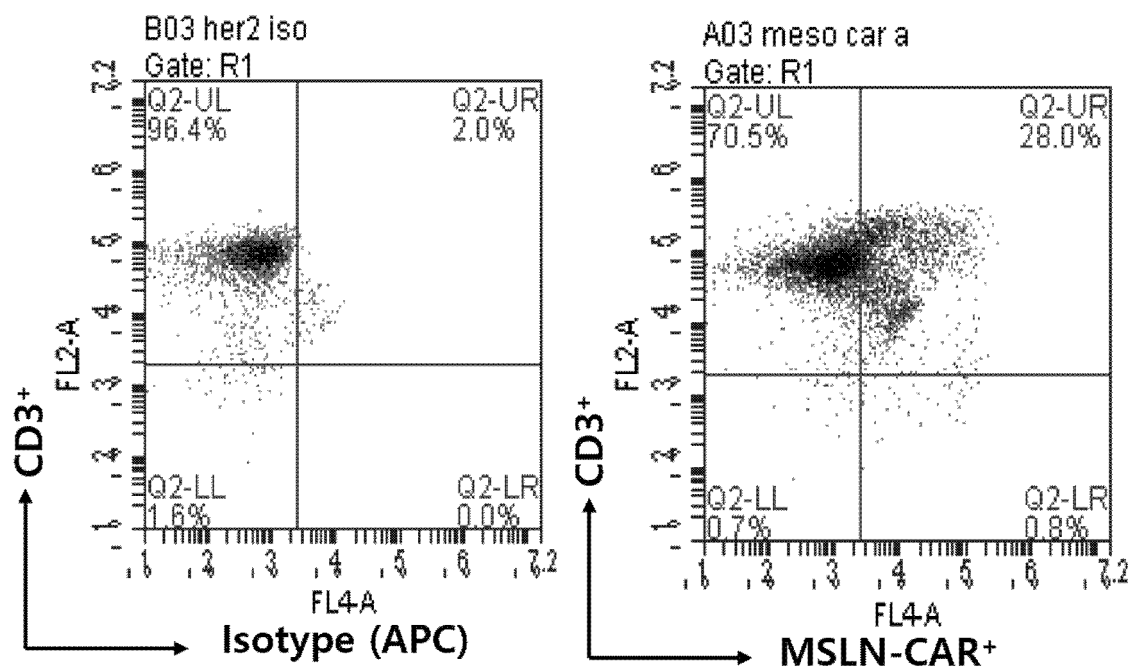 B03 her2 iso
Gate: R1
Q2-UL
96.4%
Q2-UR
2.0%
Q2-LL
1.6%
Q2-LR
0.0%
FL2-A
CD3⁺
FL4-A
Isotype (APC)
A03 meso car a
Gate: R1
Q2-UL
70.5%
Q2-UR
28.0%
Q2-LL
0.7%
Q2-LR
0.8%
FL2-A
CD3⁺
FL4-A
MSLN-CAR⁺